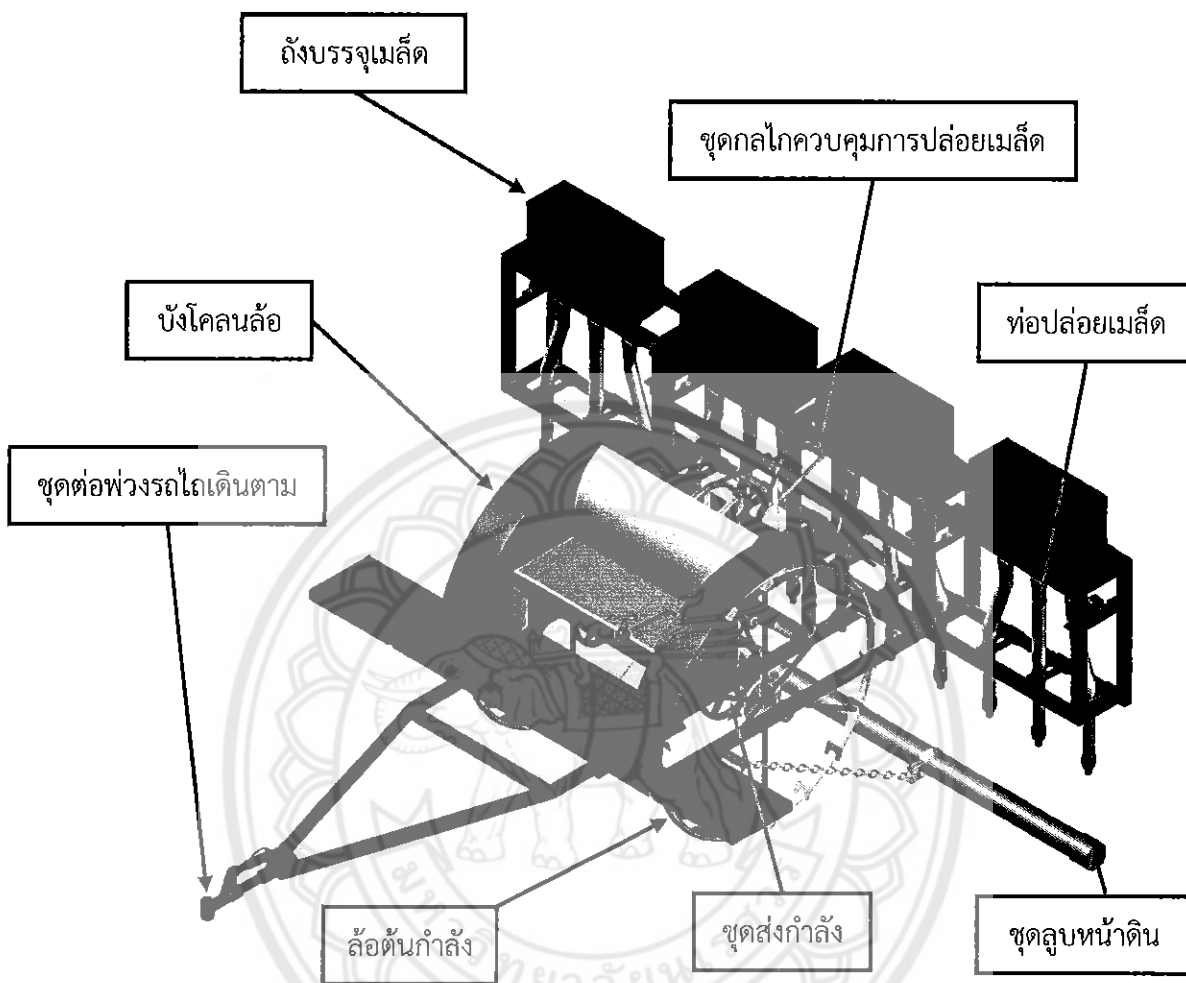 ถังบรรจุเมล็ด
ชุดกลไกควบคุมการปล่อยเมล็ด
บังโคลนล้อ
ท่อปล่อยเมล็ด
ชุดต่อพ่วงรถไถเดินตาม
ล้อต้นกำลัง
ชุดส่งกำลัง
ชุดลูบหน้าดิน